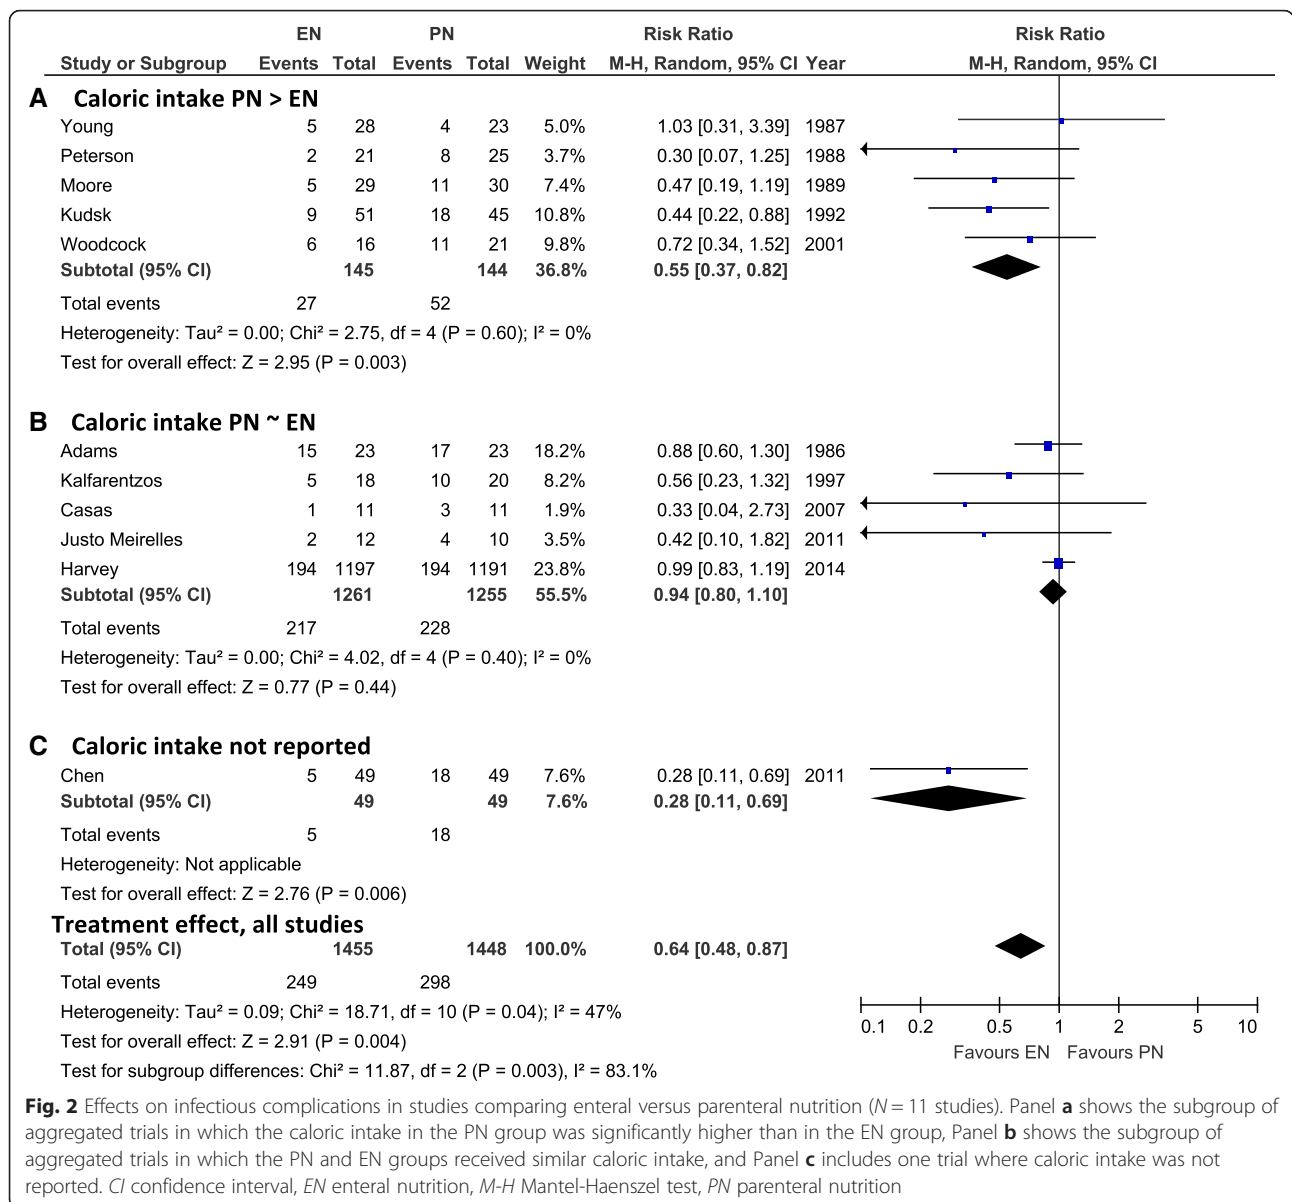 EN PN Risk Ratio Risk Ratio
Study or Subgroup Events Total Events Total Weight M-H, Random, 95% CI Year M-H, Random, 95% CI
A Caloric intake PN > EN
Young 5 28 4 23 5.0% 1.03 [0.31, 3.39] 1987
Peterson 2 21 8 25 3.7% 0.30 [0.07, 1.25] 1988
Moore 5 29 11 30 7.4% 0.47 [0.19, 1.19] 1989
Kudsk 9 51 18 45 10.8% 0.44 [0.22, 0.88] 1992
Woodcock 6 16 11 21 9.8% 0.72 [0.34, 1.52] 2001
Subtotal (95% CI) 145 144 36.8% 0.55 [0.37, 0.82]
Total events 27 52
Heterogeneity: Tau² = 0.00; Chi² = 2.75, df = 4 (P = 0.60); I² = 0%
Test for overall effect: Z = 2.95 (P = 0.003)
B Caloric intake PN ~ EN
Adams 15 23 17 23 18.2% 0.88 [0.60, 1.30] 1986
Kalfarentzos 5 18 10 20 8.2% 0.56 [0.23, 1.32] 1997
Casas 1 11 3 11 1.9% 0.33 [0.04, 2.73] 2007
Justo Meirelles 2 12 4 10 3.5% 0.42 [0.10, 1.82] 2011
Harvey 194 1197 194 1191 23.8% 0.99 [0.83, 1.19] 2014
Subtotal (95% CI) 1261 1255 55.5% 0.94 [0.80, 1.10]
Total events 217 228
Heterogeneity: Tau² = 0.00; Chi² = 4.02, df = 4 (P = 0.40); I² = 0%
Test for overall effect: Z = 0.77 (P = 0.44)
C Caloric intake not reported
Chen 5 49 18 49 7.6% 0.28 [0.11, 0.69] 2011
Subtotal (95% CI) 49 49 7.6% 0.28 [0.11, 0.69]
Total events 5 18
Heterogeneity: Not applicable
Test for overall effect: Z = 2.76 (P = 0.006)
Treatment effect, all studies
Total (95% CI) 1455 1448 100.0% 0.64 [0.48, 0.87]
Total events 249 298
Heterogeneity: Tau² = 0.09; Chi² = 18.71, df = 10 (P = 0.04); I² = 47%
Test for overall effect: Z = 2.91 (P = 0.004)
Test for subgroup differences: Chi² = 11.87, df = 2 (P = 0.003), I² = 83.1%
0.1 0.2 0.5 1 2 5 10
Favours EN Favours PN
Fig. 2 Effects on infectious complications in studies comparing enteral versus parenteral nutrition (N = 11 studies). Panel a shows the subgroup of
aggregated trials in which the caloric intake in the PN group was significantly higher than in the EN group, Panel b shows the subgroup of
aggregated trials in which the PN and EN groups received similar caloric intake, and Panel c includes one trial where caloric intake was not
reported. CI confidence interval, EN enteral nutrition, M-H Mantel-Haenszel test, PN parenteral nutrition